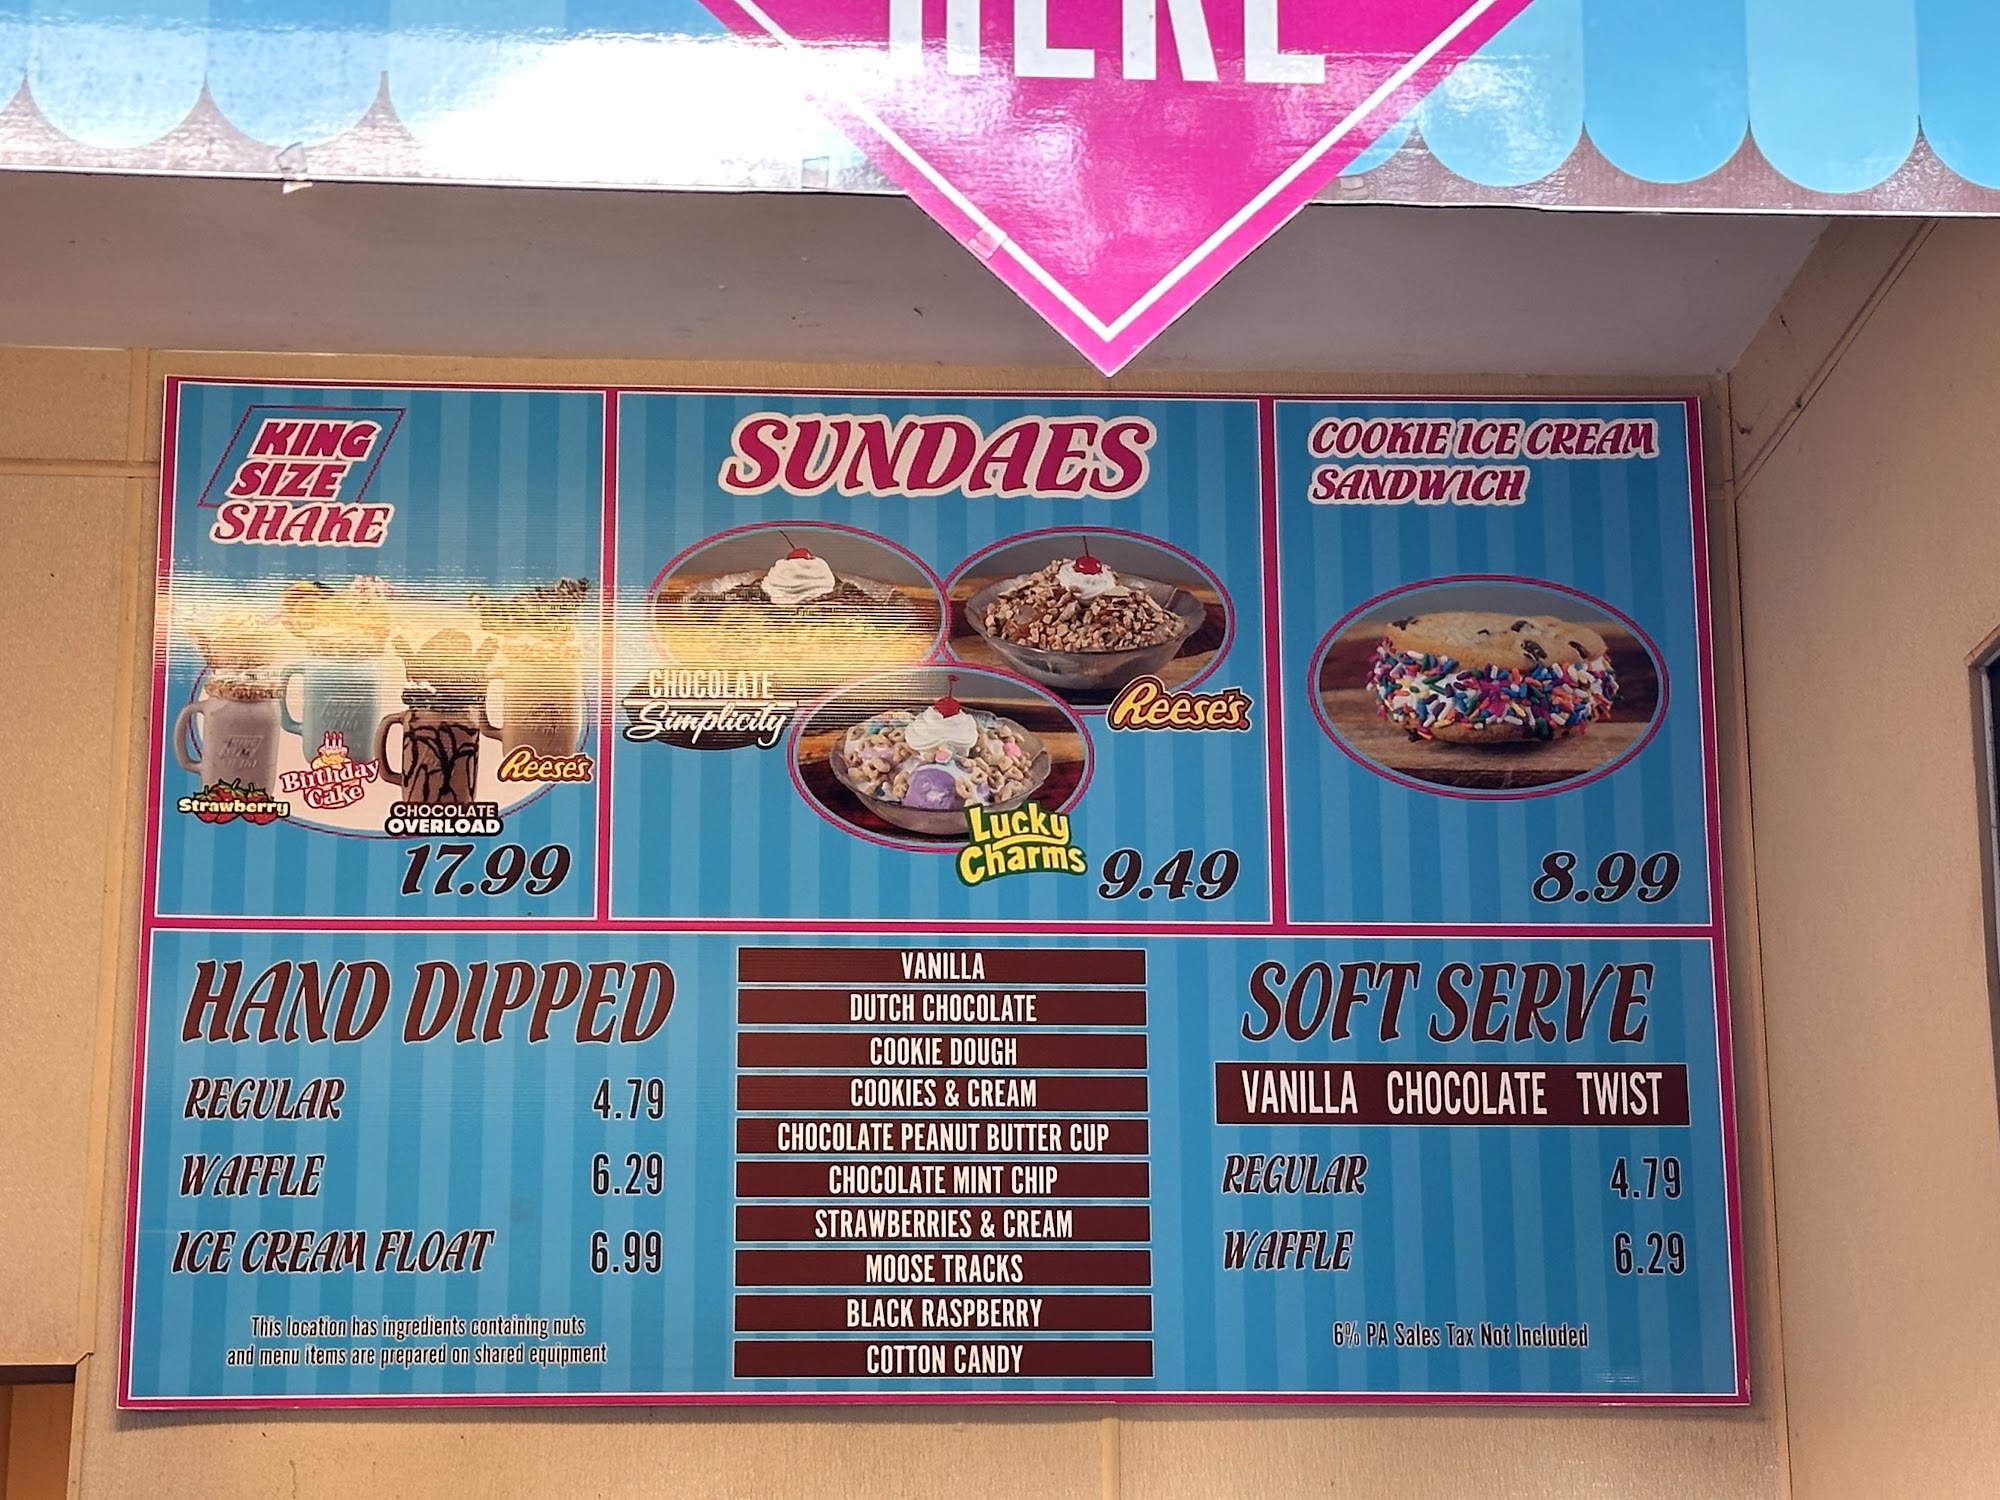 HERE
KING
SIZE
SHAKE
Strawberry
Birthday
Cake
CHOCOLATE
OVERLOAD
Reese's
17.99
SUNDAES
CHOCOLATE
Simplicity
Reese's
Lucky
Charms
9.49
COOKIE ICE CREAM
SANDWICH
8.99
HAND DIPPED
REGULAR 4.79
WAFFLE 6.29
ICE CREAM FLOAT 6.99
This location has ingredients containing nuts
and menu items are prepared on shared equipment
VANILLA
DUTCH CHOCOLATE
COOKIE DOUGH
COOKIES & CREAM
CHOCOLATE PEANUT BUTTER CUP
CHOCOLATE MINT CHIP
STRAWBERRIES & CREAM
MOOSE TRACKS
BLACK RASPBERRY
COTTON CANDY
SOFT SERVE
VANILLA CHOCOLATE TWIST
REGULAR 4.79
WAFFLE 6.29
6% PA Sales Tax Not Included